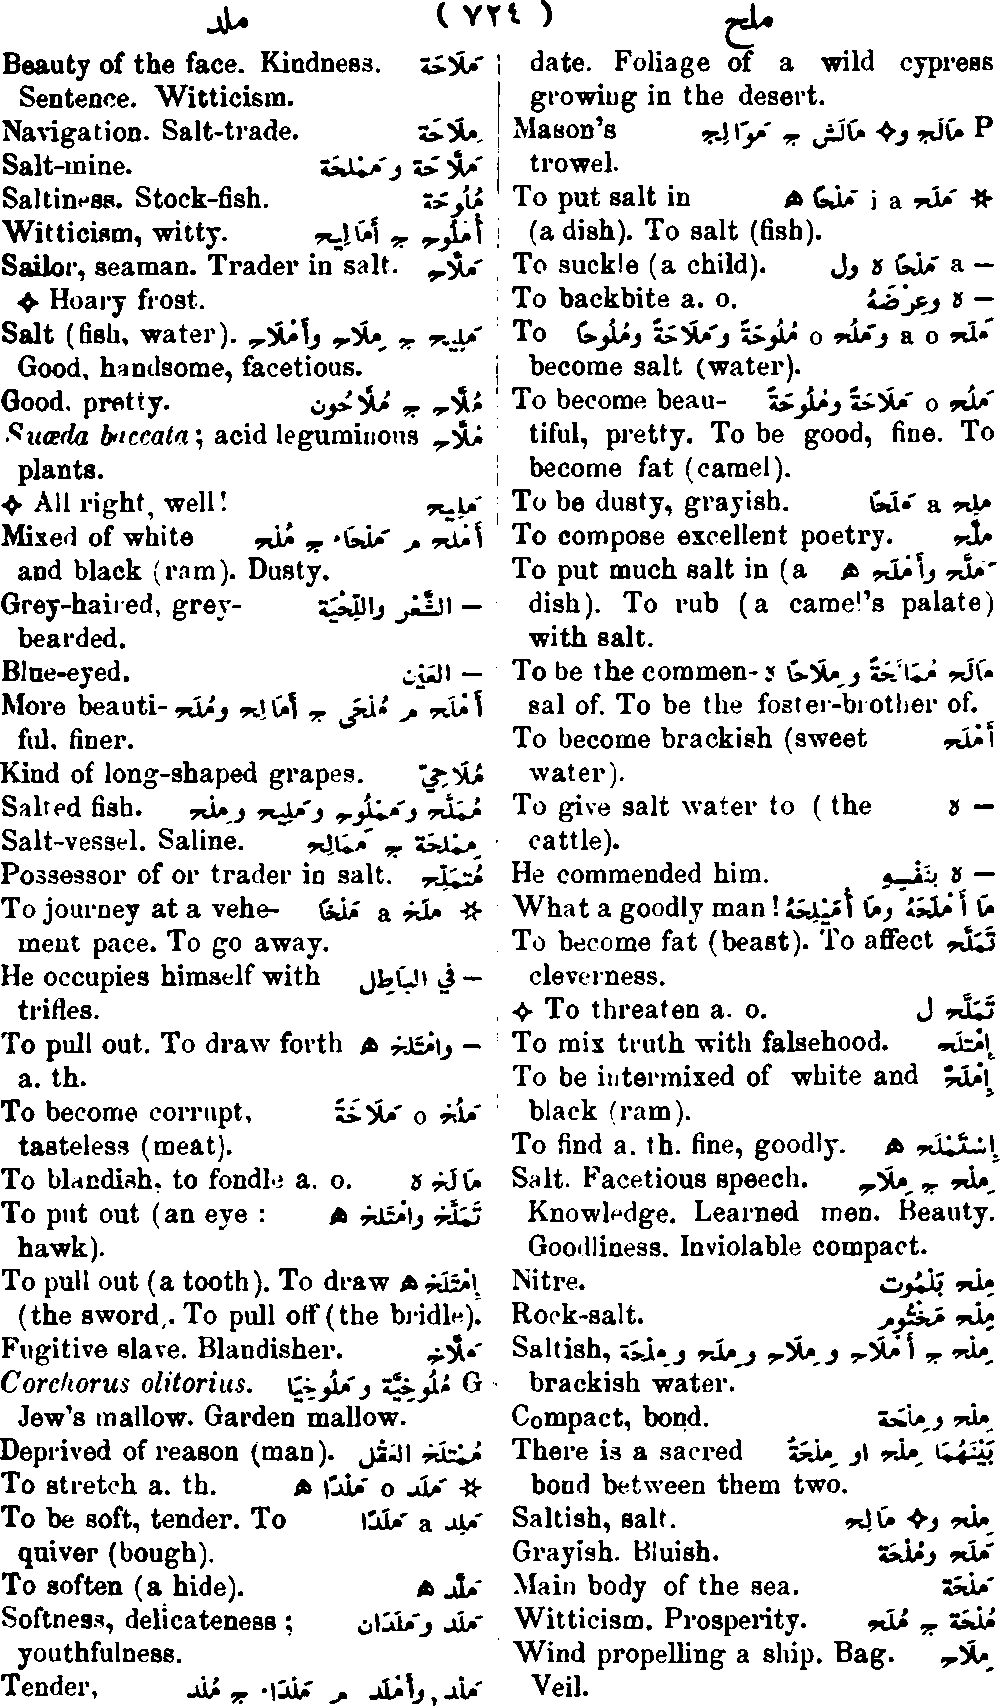 ملح ( ٧٢٤ ) ملد
date. Foliage of a wild cypress
growing in the desert.
Mason's مَالَج و✧ مَالَش ج مَوَالِج P
trowel.
To put salt in مَلَح i a مَلْحًا ه ✲
(a dish). To salt (fish).
To suckle (a child). — a مَلْحًا ه ول
To backbite a. o. — ه وعِرْضَهُ
To مَلَح a o ومَلُح o مُلُوحَةً ومَلَاحَةً ومُلُوحًا
become salt (water).
To become beau- مَلُح o مَلَاحَةً ومُلُوحَةً
tiful, pretty. To be good, fine. To
become fat (camel).
To be dusty, grayish. مَلِح a مَلَحًا
To compose excellent poetry. مَلَّح
To put much salt in (a مَلَّح وأَمْلَح ه
dish). To rub (a camel's palate)
with salt.
To be the commen- مَالَح مُمَالَحَةً ومِلَاحًا ه
sal of. To be the foster-brother of.
To become brackish (sweet أَمْلَح
water).
To give salt water to ( the — ه
cattle).
He commended him. — ه بِنَفْسِهِ
What a goodly man ! مَا أَمْلَحَهُ ومَا أُمَيْلِحَهُ
To become fat (beast). To affect تَمَلَّح
cleverness.
✧ To threaten a. o. تَمَلَّح ل
To mix truth with falsehood. إِمْتَلَح
To be intermixed of white and إِمْلَحَّ
black (ram).
To find a. th. fine, goodly. إِسْتَمْلَح ه
Salt. Facetious speech. مِلْح ج مِلَاح
Knowledge. Learned men. Beauty.
Goodliness. Inviolable compact.
Nitre. مِلْح بَلْمُوت
Rock-salt. مِلْح مَخْتُوم
Saltish, مِلْح ج أَمْلَاح ومِلَاح ومِلَح ومِلْحَة
brackish water.
Compact, bond. مِلْح ومِلْحَة
There is a sacred بَيْنَهُمَا مِلْح او مِلْحَةٌ
bond between them two.
Saltish, salt. مِلْح و✧ مَالِح
Grayish. Bluish. مَلَح ومُلْحَة
Main body of the sea. مَلْحَة
Witticism. Prosperity. مُلْحَة ج مُلَح
Wind propelling a ship. Bag. مِلَاح
Veil.
Beauty of the face. Kindness. مَلَاحَة
Sentence. Witticism.
Navigation. Salt-trade. مِلَاحَة
Salt-mine. مَلَّاحَة ومَمْلَحَة
Saltiness. Stock-fish. مُلُوحَة
Witticism, witty. أُمْلُوح ج أَمَالِيح
Sailor, seaman. Trader in salt. مَلَّاح
✧ Hoary frost.
Salt (fish, water). مَلِيح ج مِلَاح وأَمْلَاح
Good, handsome, facetious.
Good, pretty. مُلَّاح ج مُلَّاحُون
Suæda baccata ; acid leguminous مُلَّاح
plants.
✧ All right, well! مَلِيح
Mixed of white أَمْلَح م مَلْحَاء ج مُلْح
and black (ram). Dusty.
Grey-haired, grey- — الشَّعْر واللِّحْيَة
bearded.
Blue-eyed. — العَيْن
More beauti- أَمْلَح م مُلْحَى ج أَمَالِح ومُلَح
ful, finer.
Kind of long-shaped grapes. مُلَاحِيّ
Salted fish. مُمَلَّح ومَمْلُوح ومَلِيح ومِلْح
Salt-vessel. Saline. مِمْلَحَة ج مَمَالِح
Possessor of or trader in salt. مُتَمَلِّح
To journey at a vehe- مَلَخ a مَلْخًا ✲
ment pace. To go away.
He occupies himself with — في البَاطِل
trifles.
To pull out. To draw forth — وامْتَلَخ ه
a. th.
To become corrupt, مَلُخ o مَلَاخَةً
tasteless (meat).
To blandish, to fondle a. o. مَالَخ ه
To put out (an eye : تَمَلَّخ وامْتَلَخ ه
hawk).
To pull out (a tooth). To draw إِمْتَلَخ ه
(the sword). To pull off (the bridle).
Fugitive slave. Blandisher. مَلَّاخ
Corchorus olitorius. مُلُوخِيَّة ومَلُوخِيَّا G
Jew's mallow. Garden mallow.
Deprived of reason (man). مُمْتَلَخ العَقْل
To stretch a. th. مَلَد o مَلْدًا ه ✲
To be soft, tender. To مَلِد a مَلَدًا
quiver (bough).
To soften (a hide). مَلَّد ه
Softness, delicateness ; مَلَد ومَلَدَان
youthfulness.
Tender, مَلْد وأَمْلَد م مَلْدَاء ج مُلْد